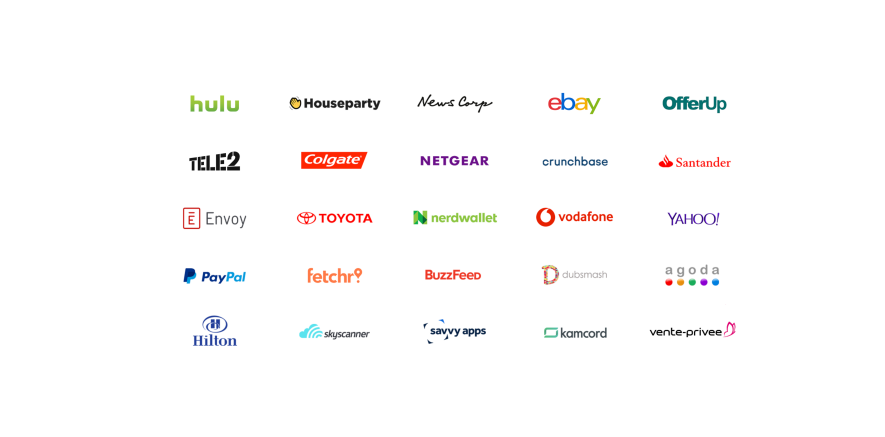 hulu
Houseparty
News Corp
ebay
OfferUp
TELE2
Colgate
NETGEAR
crunchbase
Santander
E Envoy
TOYOTA
nerdwallet
vodafone
YAHOO!
P PayPal
fetchr
BuzzFeed
D dubsmash
agoda
H Hilton
skyscanner
savvy apps
kamcord
vente-privee